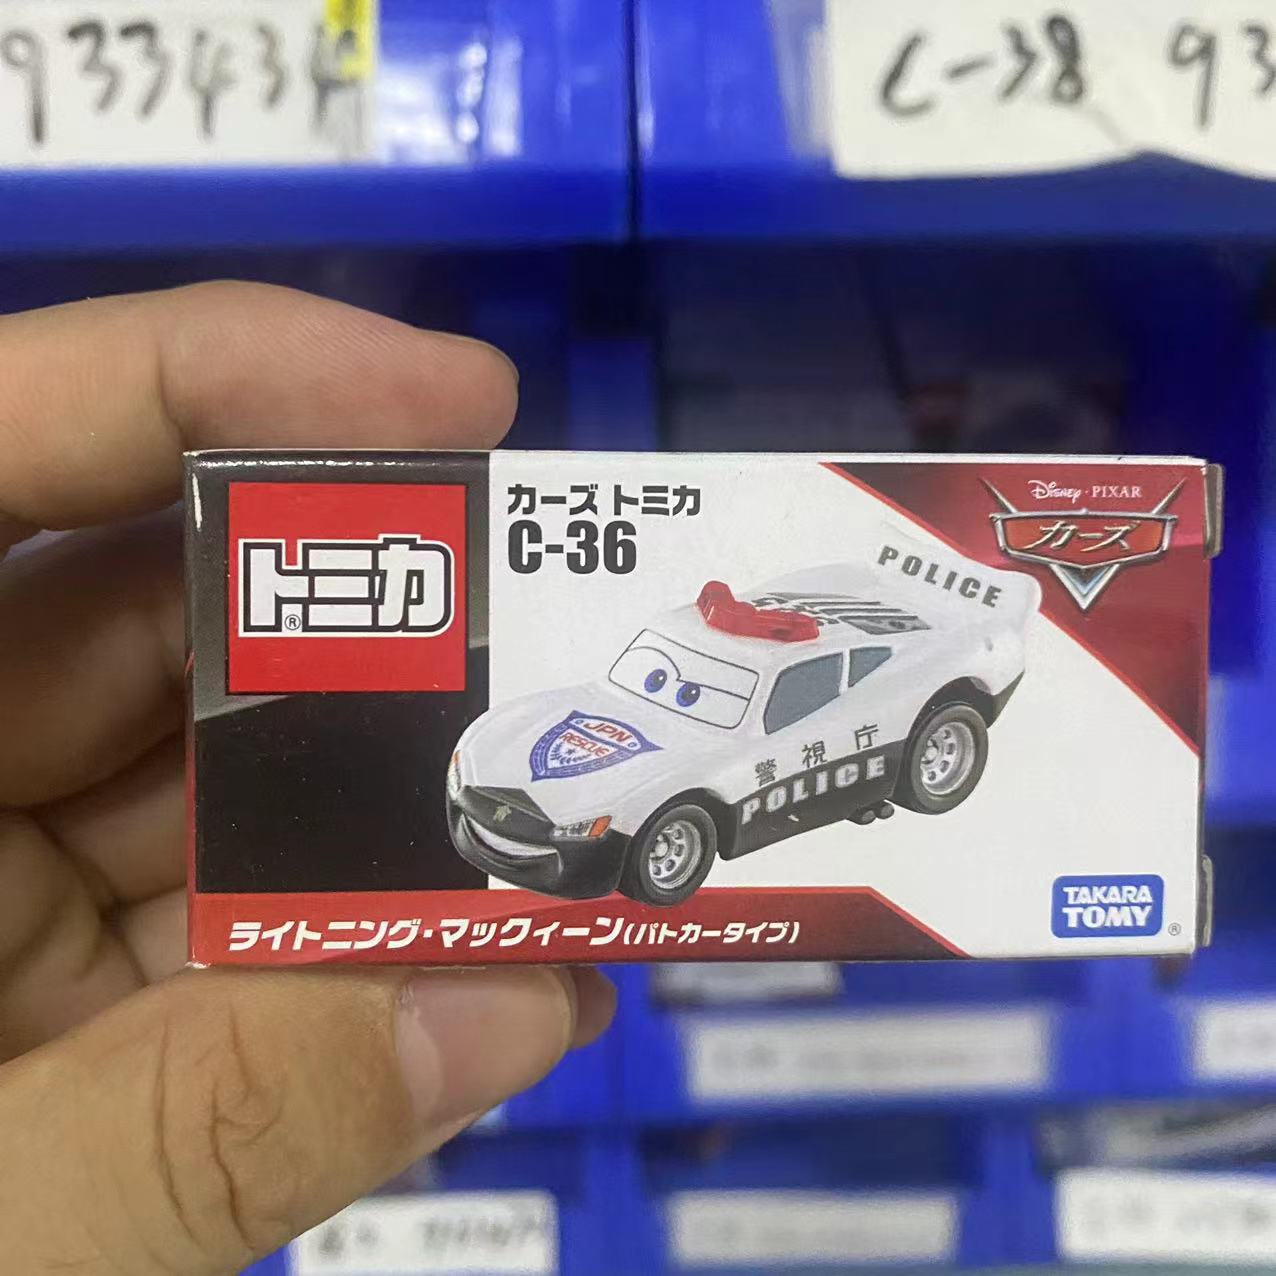 933434
C-38 93
トミカ
®
カーズ トミカ
C-36
DISNEY・PIXAR
カーズ
POLICE
JPN
RESCUE
警視庁
POLICE
ライトニング・マックィーン(パトカータイプ)
TAKARA
TOMY
®